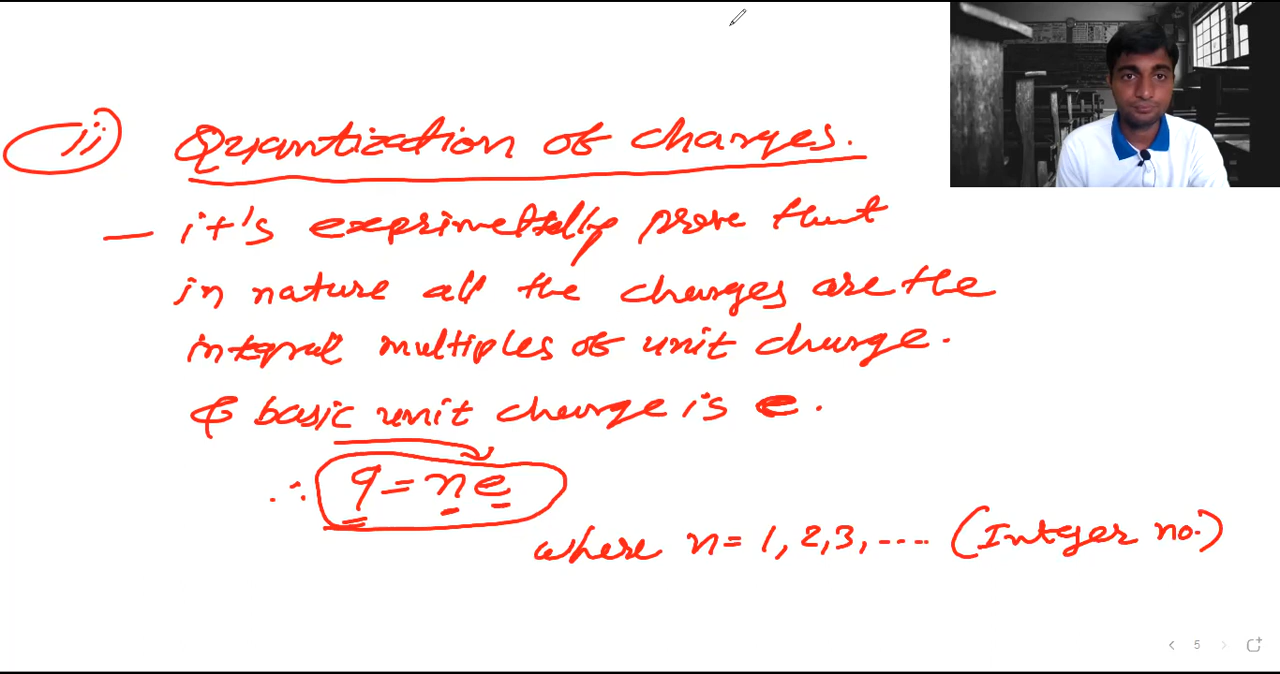 ii) Quantization of charges.
– it's exprimetally prove that
in nature all the charges are the
integral multiples of unit charge.
& basic unit charge is e.
∴ q = ne
where n = 1, 2, 3, .... (Integer no.)
5